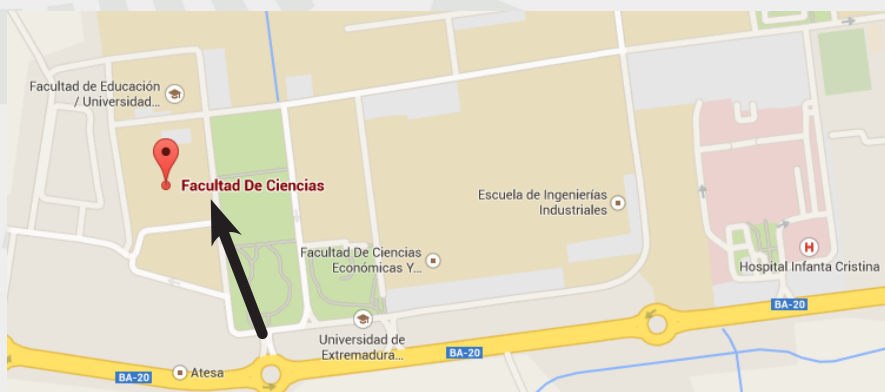 Facultad de Educación
/ Universidad...
Facultad De Ciencias
Escuela de Ingenierías
Industriales
Facultad De Ciencias
Económicas Y...
H
Hospital Infanta Cristina
BA-20
Universidad de
Extremadura...
BA-20
Atesa
BA-20